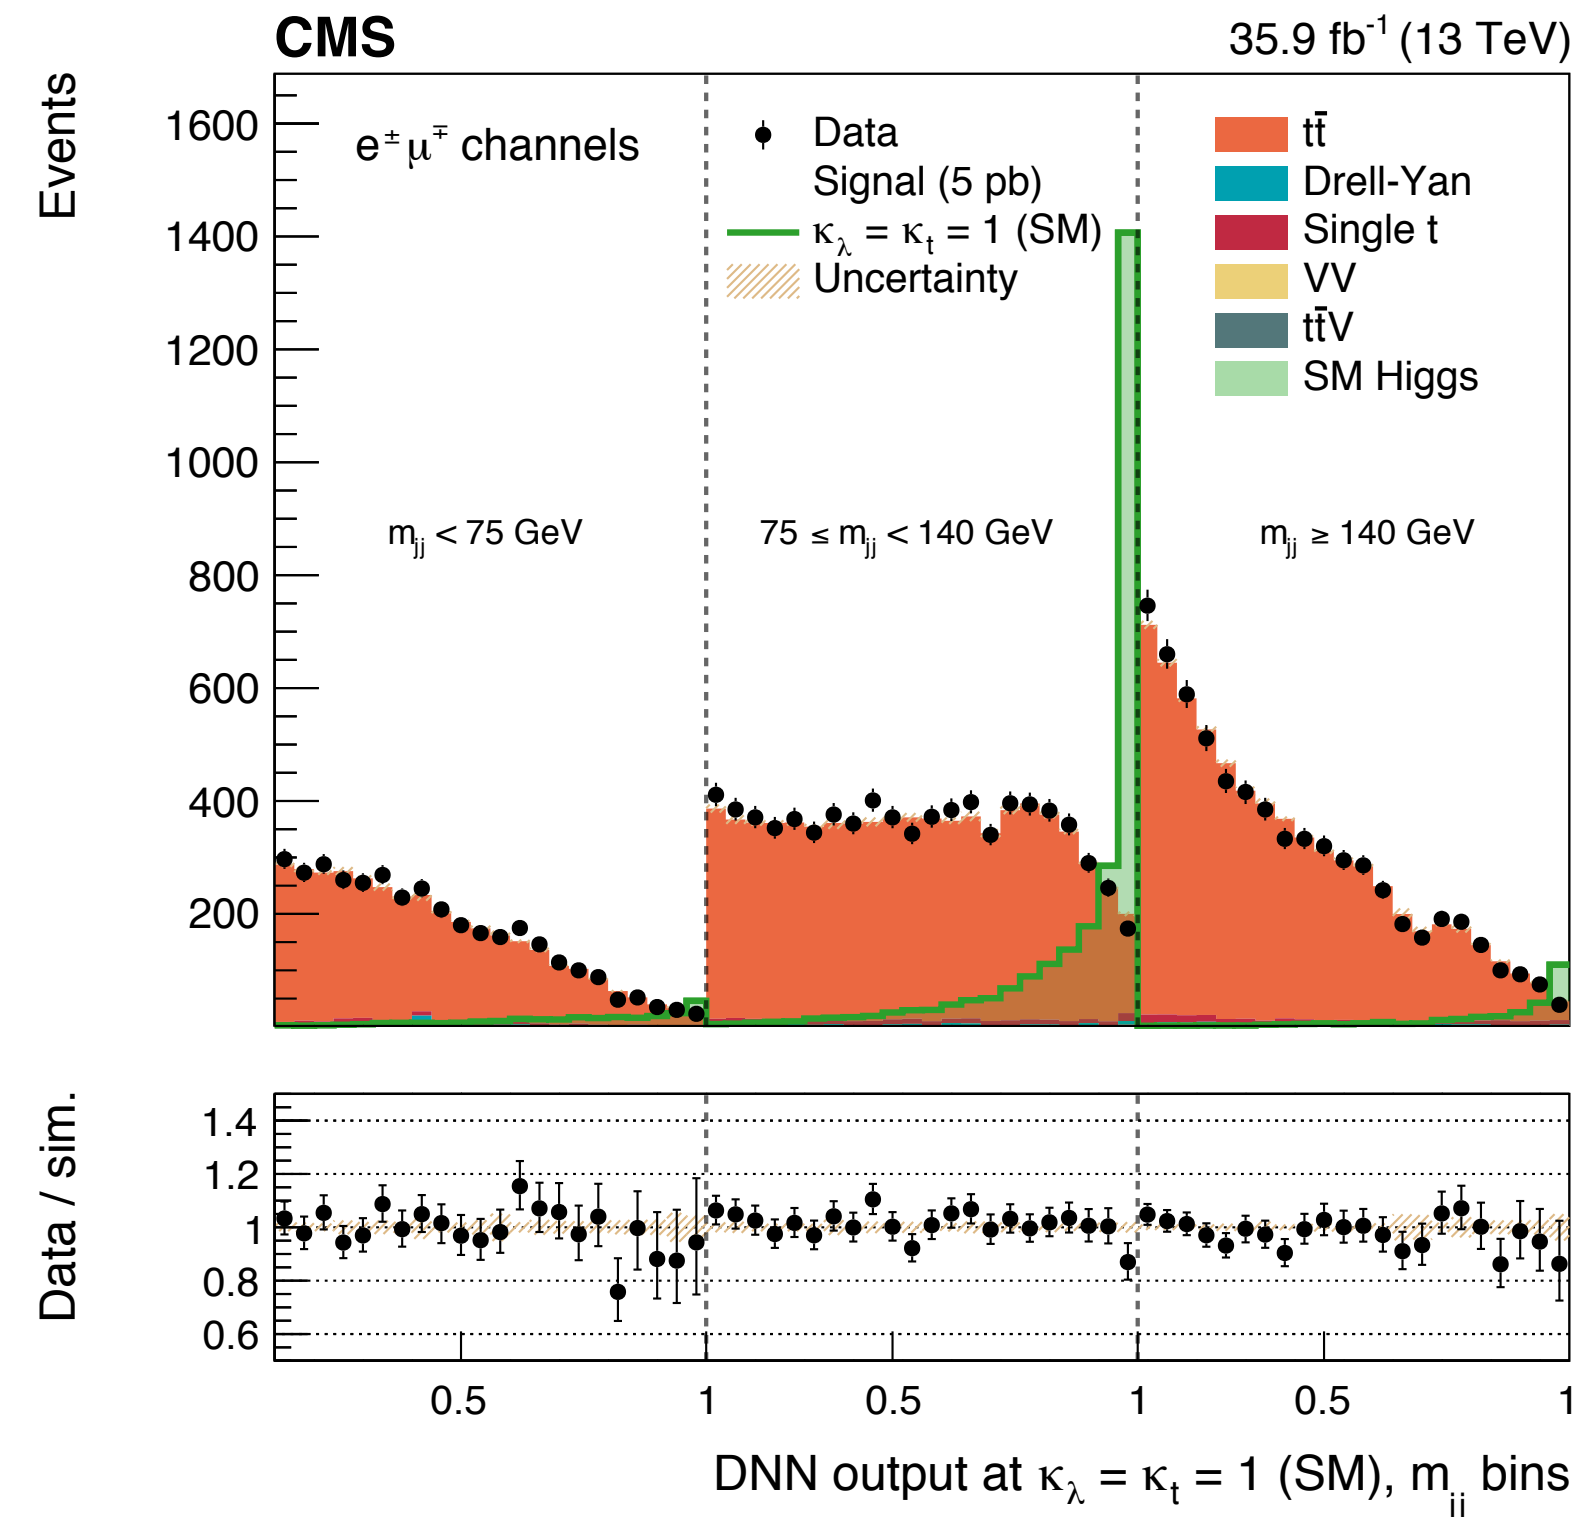 CMS 35.9 fb⁻¹ (13 TeV)
Events
1600
1400
1200
1000
800
600
400
200
e±μ∓ channels
Data
Signal (5 pb)
κλ = κt = 1 (SM)
Uncertainty
tt̄
Drell-Yan
Single t
VV
tt̄V
SM Higgs
mjj < 75 GeV
75 ≤ mjj < 140 GeV
mjj ≥ 140 GeV
Data / sim.
1.4
1.2
1
0.8
0.6
0.5 1 0.5 1 0.5 1
DNN output at κλ = κt = 1 (SM), mjj bins